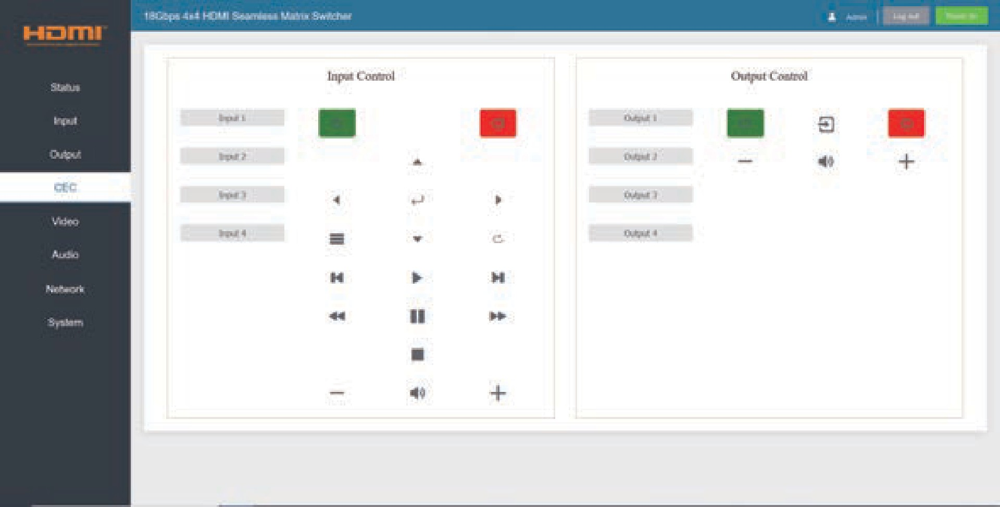 HDMI
18Gbps 4x4 HDMI Seamless Matrix Switcher
Admin
Log out
Status
Input
Output
CEC
Video
Audio
Network
System
Input Control
Input 1
Input 2
Input 3
Input 4
Output Control
Output 1
Output 2
Output 3
Output 4